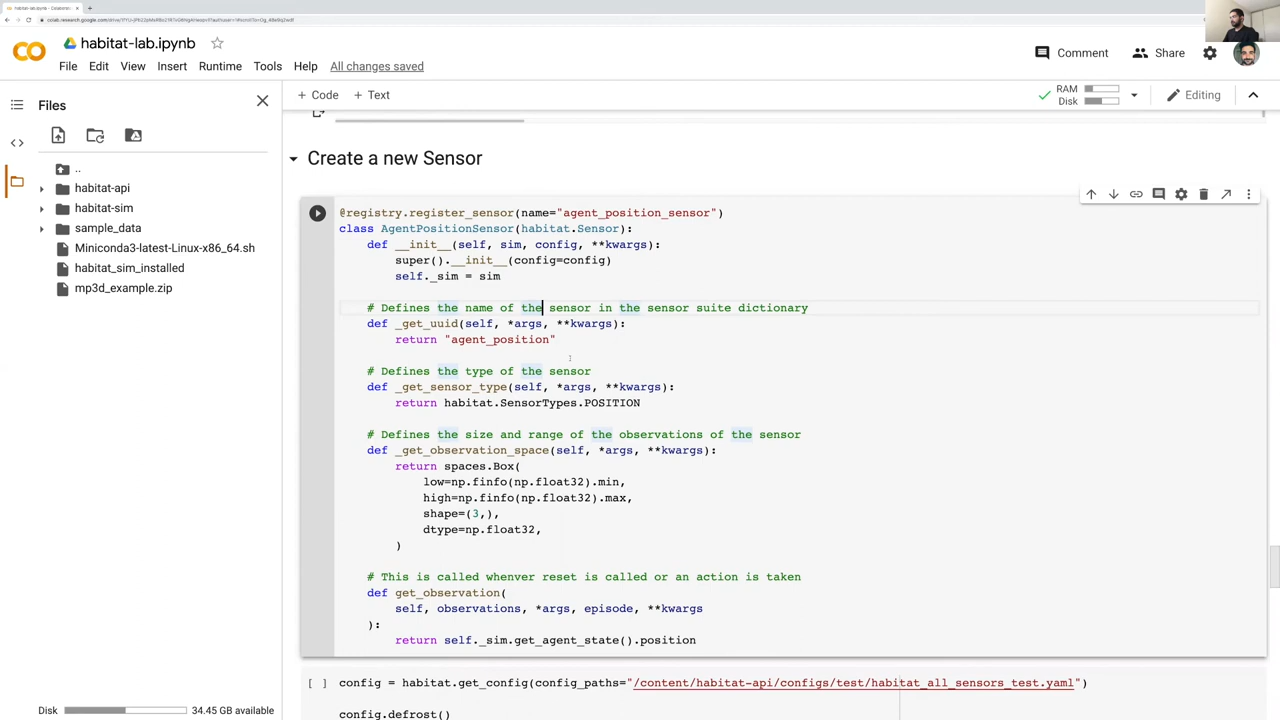 habitat-lab.ipynb - Colaborat
habitat-lab.ipynb
File Edit View Insert Runtime Tools Help All changes saved
Comment Share
Files
+ Code + Text
RAM
Disk
Editing
..
habitat-api
habitat-sim
sample_data
Miniconda3-latest-Linux-x86_64.sh
habitat_sim_installed
mp3d_example.zip
Disk 34.45 GB available
Create a new Sensor
@registry.register_sensor(name="agent_position_sensor")
class AgentPositionSensor(habitat.Sensor):
def __init__(self, sim, config, **kwargs):
super().__init__(config=config)
self._sim = sim
# Defines the name of the sensor in the sensor suite dictionary
def _get_uuid(self, *args, **kwargs):
return "agent_position"
# Defines the type of the sensor
def _get_sensor_type(self, *args, **kwargs):
return habitat.SensorTypes.POSITION
# Defines the size and range of the observations of the sensor
def _get_observation_space(self, *args, **kwargs):
return spaces.Box(
low=np.finfo(np.float32).min,
high=np.finfo(np.float32).max,
shape=(3,),
dtype=np.float32,
)
# This is called whenver reset is called or an action is taken
def get_observation(
self, observations, *args, episode, **kwargs
):
return self._sim.get_agent_state().position
[ ] config = habitat.get_config(config_paths="/content/habitat-api/configs/test/habitat_all_sensors_test.yaml")
config.defrost()